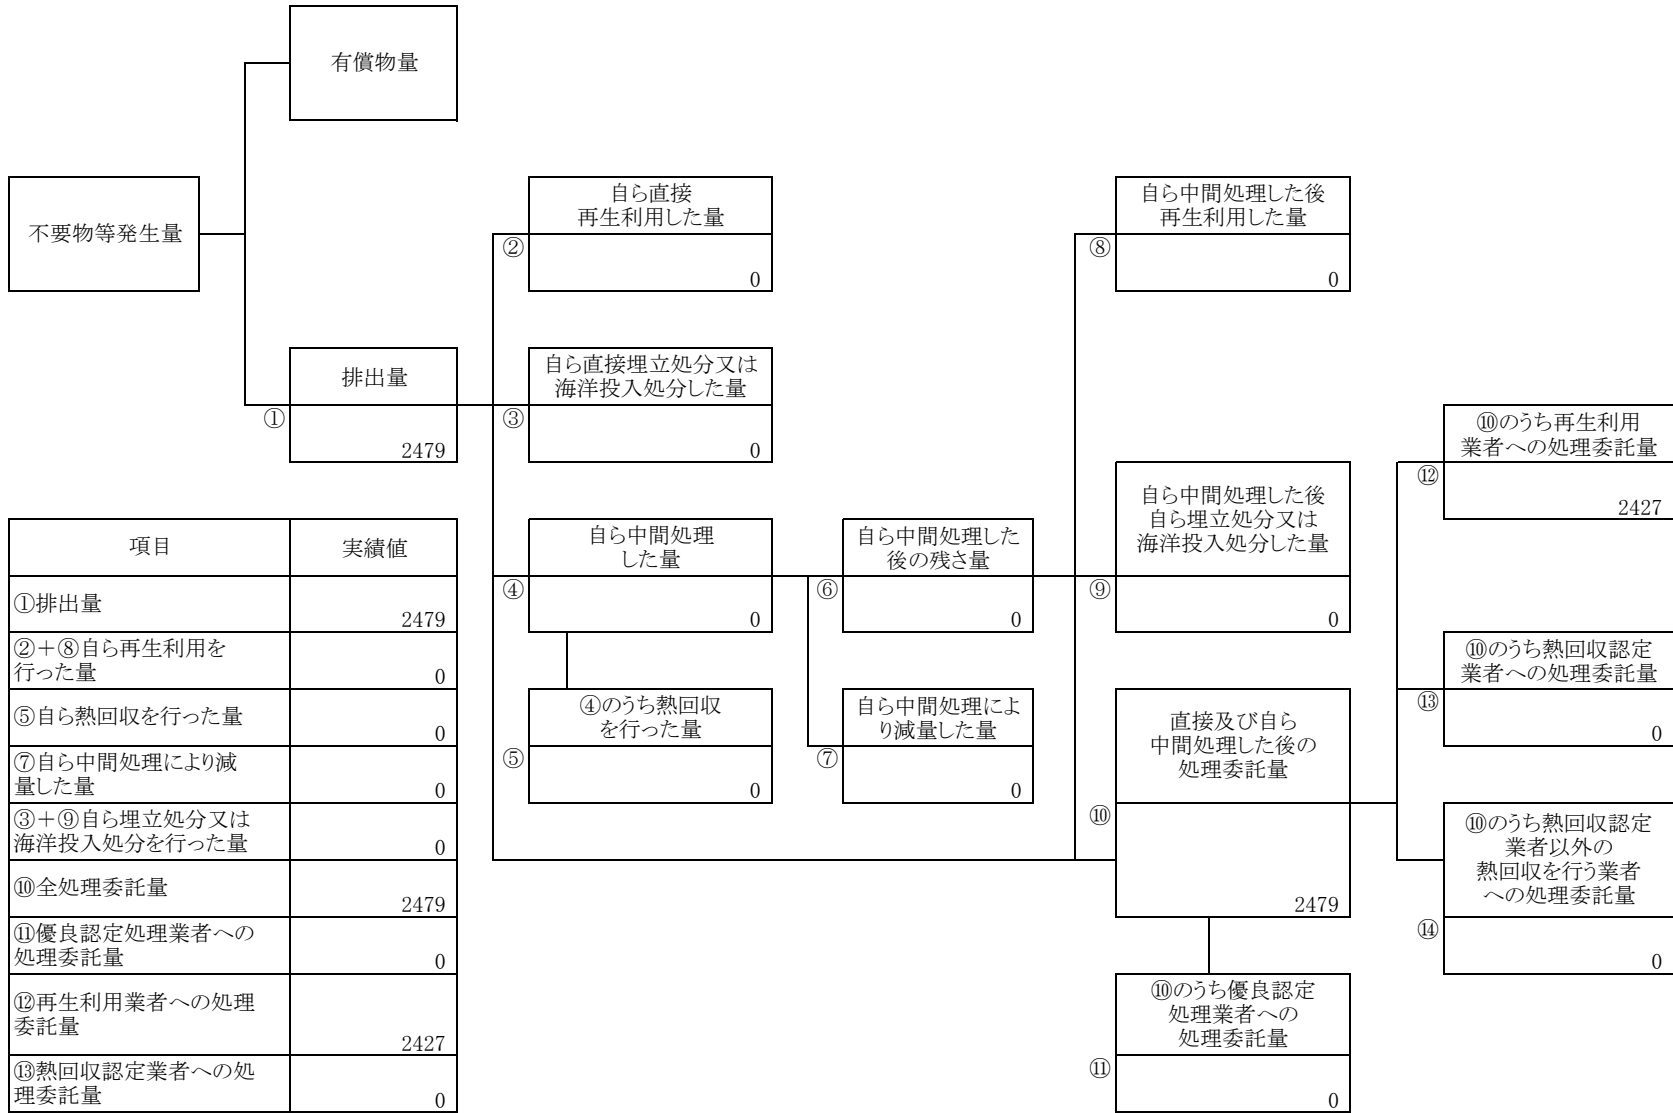 有償物量
不要物等発生量
自ら直接
再生利用した量
②
0
自ら中間処理した後
再生利用した量
⑧
0
排出量
①
2479
自ら直接埋立処分又は
海洋投入処分した量
③
0
⑩のうち再生利用
業者への処理委託量
⑫
2427
自ら中間処理
した量
④
0
自ら中間処理した
後の残さ量
⑥
0
自ら中間処理した後
自ら埋立処分又は
海洋投入処分した量
⑨
0
⑩のうち熱回収認定
業者への処理委託量
⑬
0
④のうち熱回収
を行った量
⑤
0
自ら中間処理によ
り減量した量
⑦
0
直接及び自ら
中間処理した後の
処理委託量
⑩
2479
⑩のうち熱回収認定
業者以外の
熱回収を行う業者
への処理委託量
⑭
0
⑩のうち優良認定
処理業者への
処理委託量
⑪
0
項目
実績値
①排出量
2479
②＋⑧自ら再生利用を
行った量
0
⑤自ら熱回収を行った量
0
⑦自ら中間処理により減
量した量
0
③＋⑨自ら埋立処分又は
海洋投入処分を行った量
0
⑩全処理委託量
2479
⑪優良認定処理業者への
処理委託量
0
⑫再生利用業者への処理
委託量
2427
⑬熱回収認定業者への処
理委託量
0